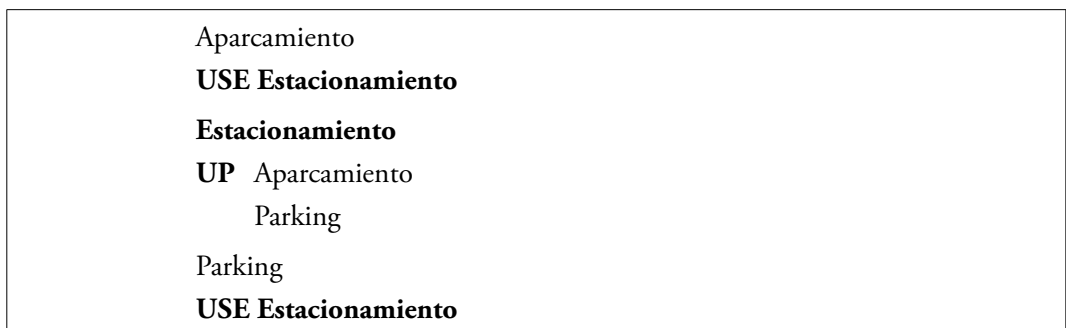 Aparcamiento
USE Estacionamiento
Estacionamiento
UP Aparcamiento
Parking
Parking
USE Estacionamiento